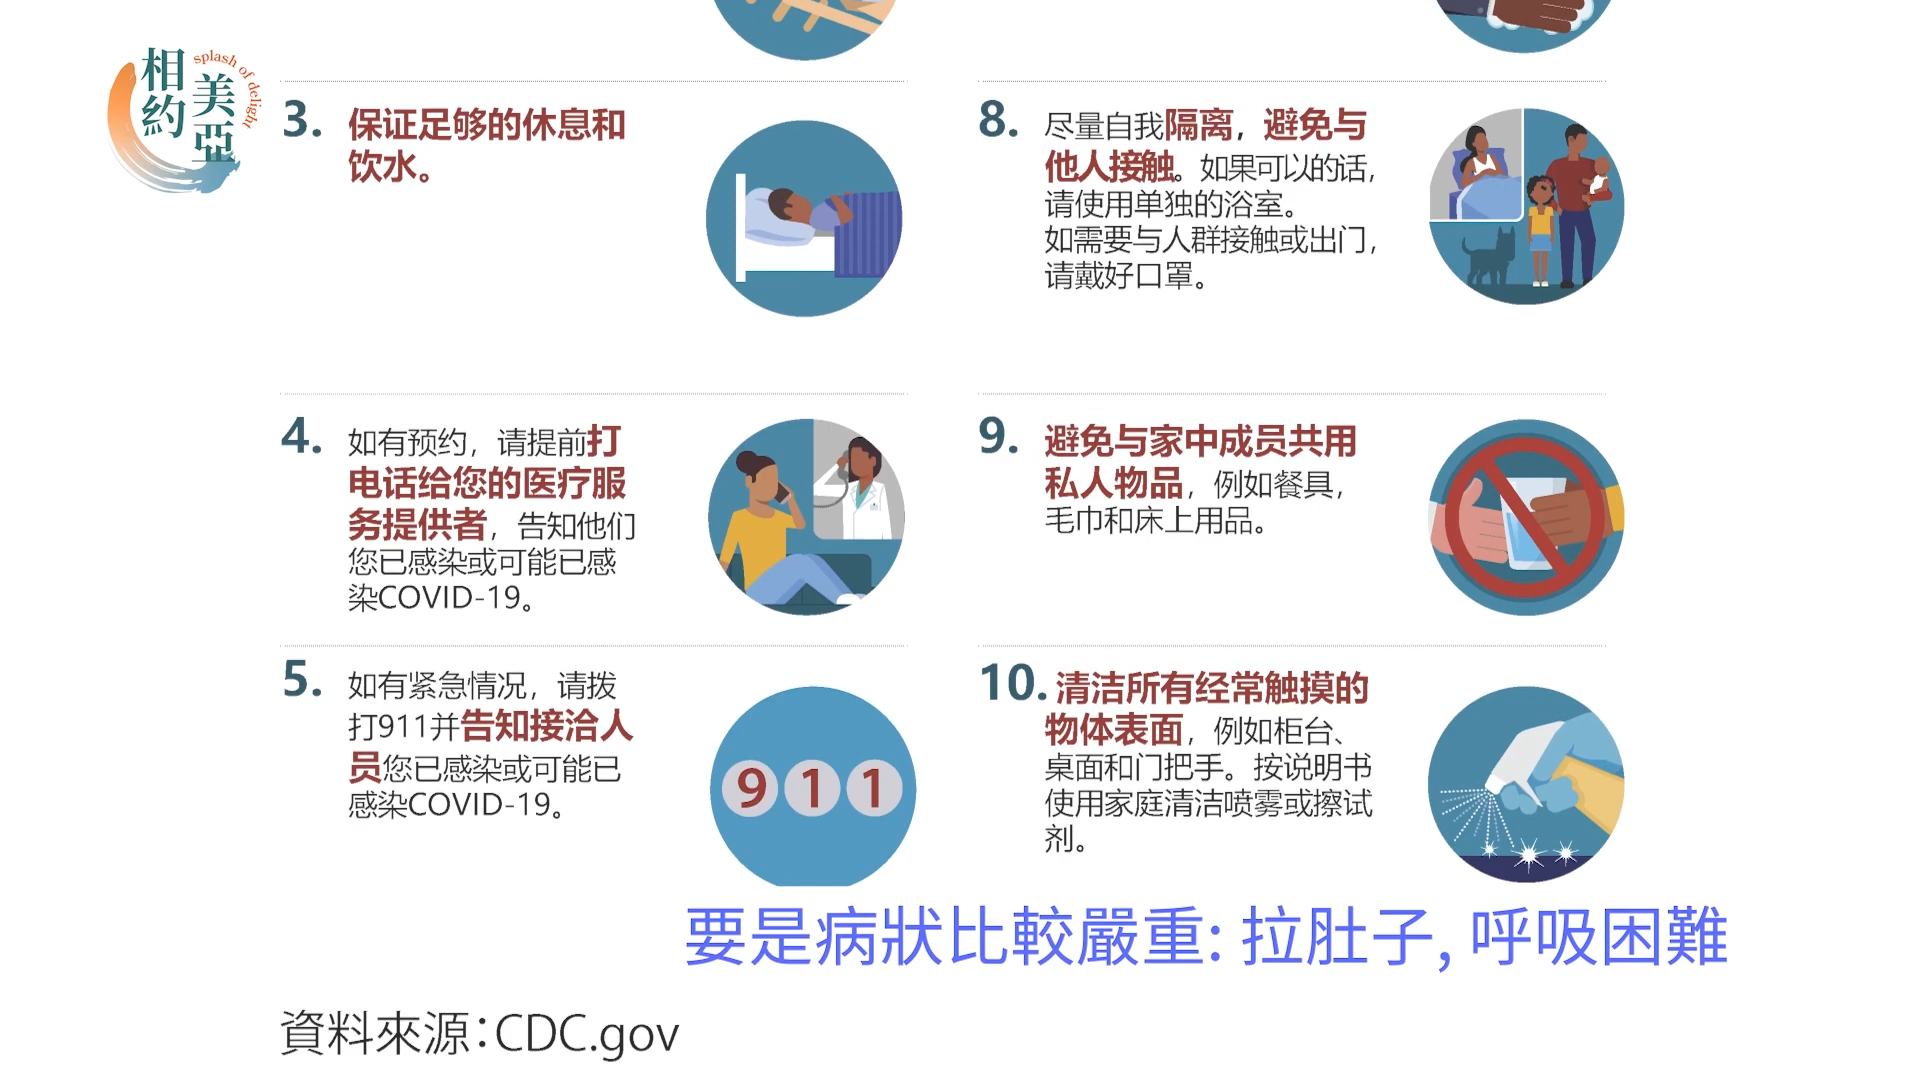 相約
美亞
splash of delight
3. 保证足够的休息和
饮水。
4. 如有预约，请提前打
电话给您的医疗服
务提供者，告知他们
您已感染或可能已感
染COVID-19。
5. 如有紧急情况，请拨
打911并告知接洽人
员您已感染或可能已
感染COVID-19。
911
8. 尽量自我隔离，避免与
他人接触。如果可以的话，
请使用单独的浴室。
如需要与人群接触或出门，
请戴好口罩。
9. 避免与家中成员共用
私人物品，例如餐具，
毛巾和床上用品。
10. 清洁所有经常触摸的
物体表面，例如柜台、
桌面和门把手。按说明书
使用家庭清洁喷雾或擦试
剂。
要是病狀比較嚴重: 拉肚子, 呼吸困難
資料來源：CDC.gov